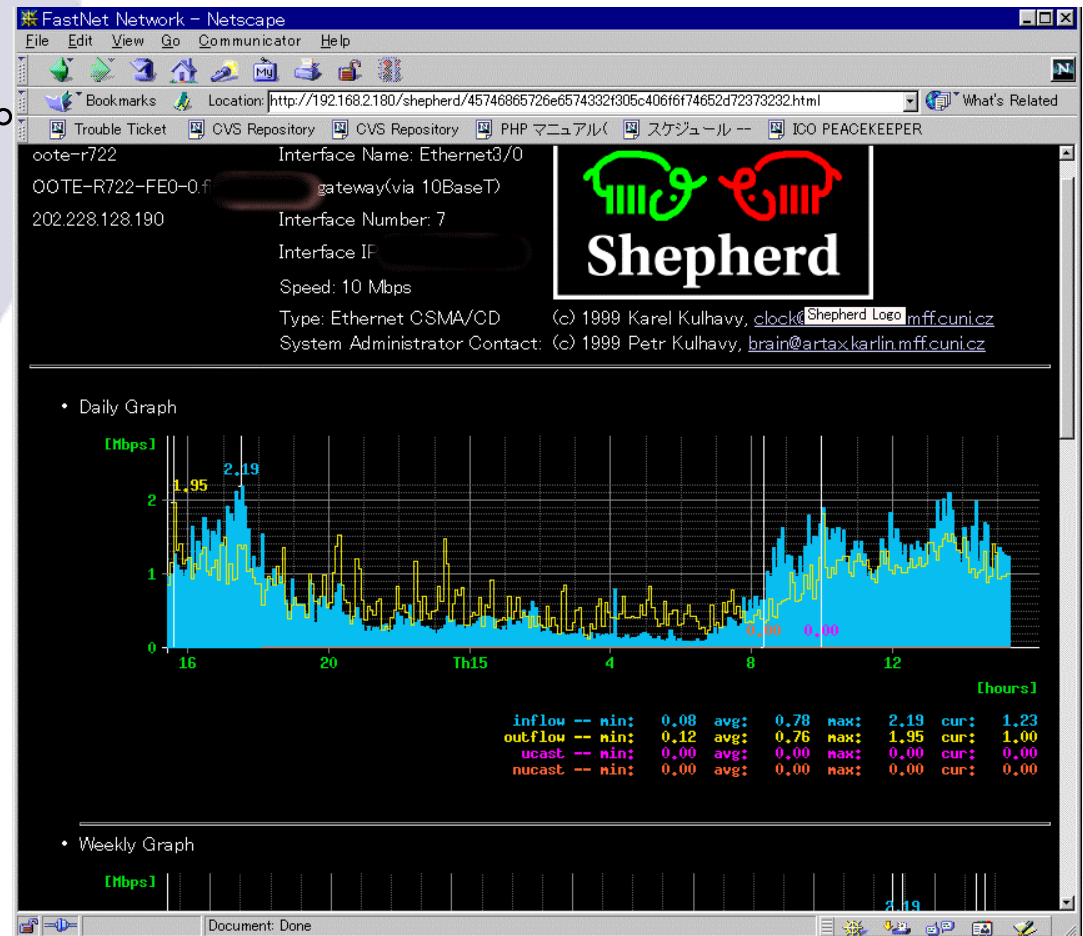 FastNet Network - Netscape
File Edit View Go Communicator Help
My
N
Bookmarks Location: http://192.168.2.180/shepherd/45746865726e6574332f305c406f6f74652d72373232.html What's Related
Trouble Ticket CVS Repository CVS Repository PHP マニュアル( スケジュール -- ICO PEACEKEEPER
oote-r722 Interface Name: Ethernet3/0
OOTE-R722-FE0-0.f gateway(via 10BaseT)
202.228.128.190 Interface Number: 7
Interface IP
Speed: 10 Mbps
Shepherd
Type: Ethernet CSMA/CD (c) 1999 Karel Kulhavy, clock@ Shepherd Logo mff.cuni.cz
System Administrator Contact: (c) 1999 Petr Kulhavy, brain@artax.karlin.mff.cuni.cz
• Daily Graph
[Mbps]
2.19
1.95
2
1
0.00 0.00
0
16 20 Th15 4 8 12
[hours]
inflow -- min: 0.08 avg: 0.78 max: 2.19 cur: 1.23
outflow -- min: 0.12 avg: 0.76 max: 1.95 cur: 1.00
ucast -- min: 0.00 avg: 0.00 max: 0.00 cur: 0.00
nucast -- min: 0.00 avg: 0.00 max: 0.00 cur: 0.00
• Weekly Graph
[Mbps]
2.19
Document: Done